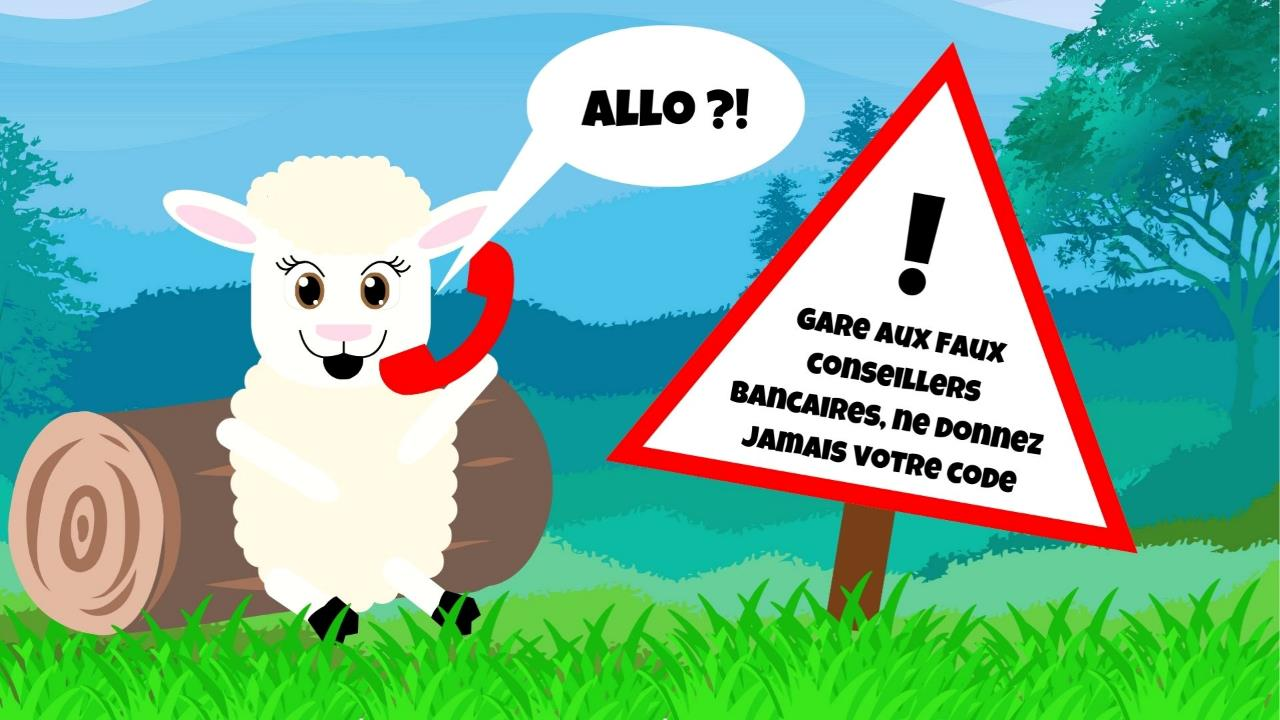 ALLO ?!
!
Gare aux faux
conseillers
Bancaires, ne donnez
jamais votre code